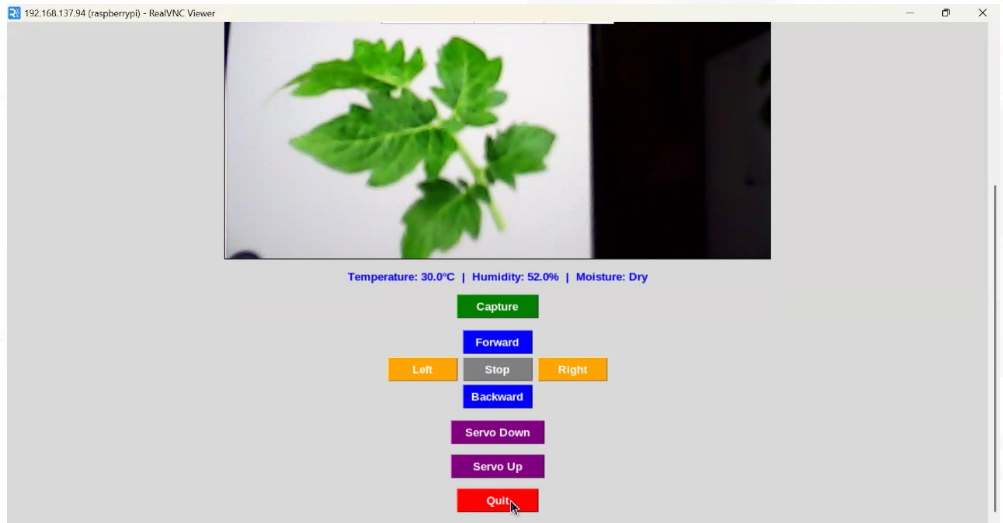 192.168.137.94 (raspberrypi) - RealVNC Viewer
Temperature: 30.0°C | Humidity: 52.0% | Moisture: Dry
Capture
Forward
Left Stop Right
Backward
Servo Down
Servo Up
Quit